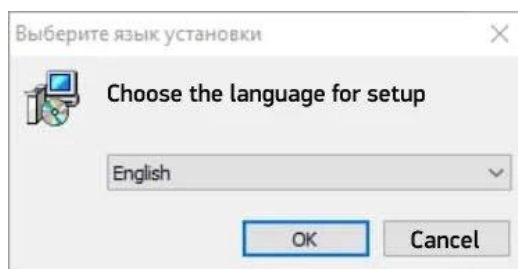 Выберите язык установки
Choose the language for setup
English
OK
Cancel